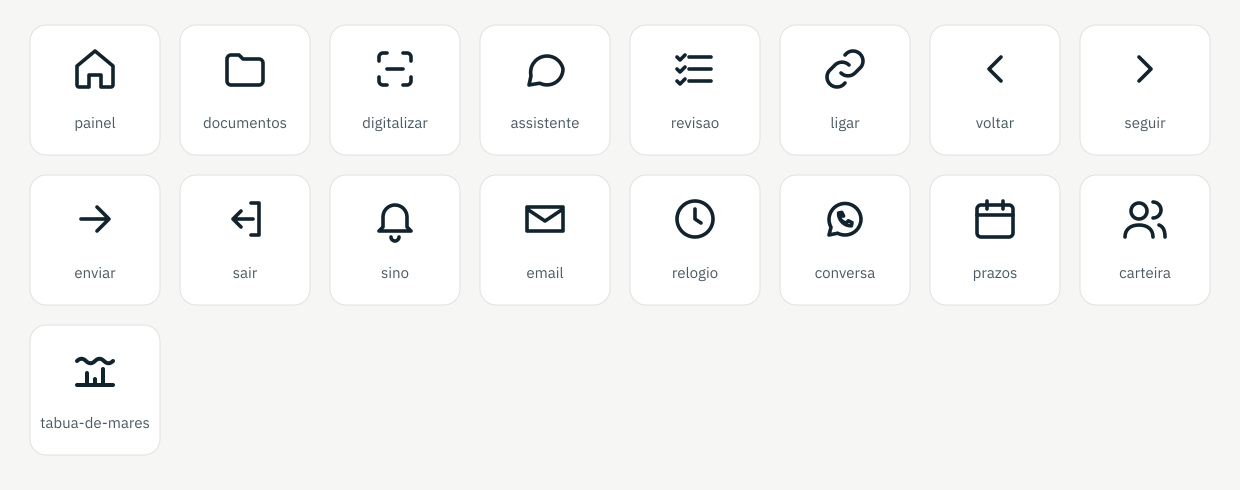 painel
documentos
digitalizar
assistente
revisao
ligar
voltar
seguir
enviar
sair
sino
email
relogio
conversa
prazos
carteira
tabua-de-mares